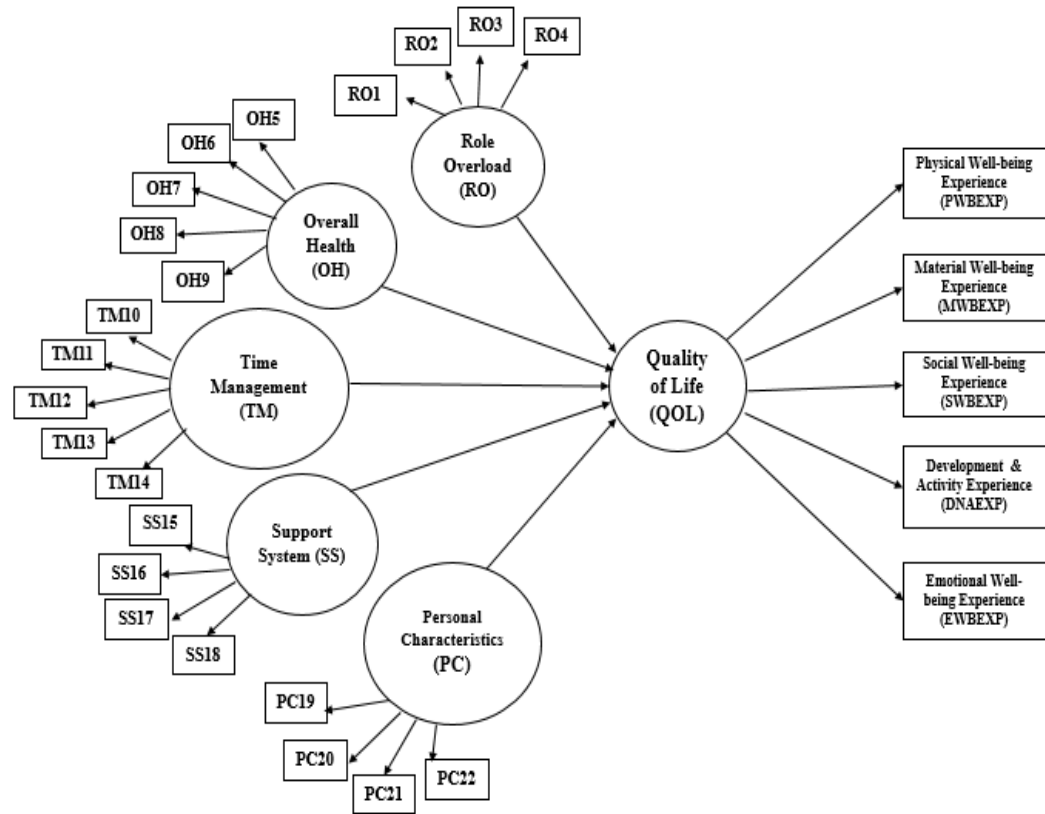 RO1
RO2
RO3
RO4
Role
Overload
(RO)
OH5
OH6
OH7
OH8
OH9
Overall
Health
(OH)
TM10
TM11
TM12
TM13
TM14
Time
Management
(TM)
SS15
SS16
SS17
SS18
Support
System (SS)
PC19
PC20
PC21
PC22
Personal
Characteristics
(PC)
Quality
of Life
(QOL)
Physical Well-being
Experience
(PWBEXP)
Material Well-being
Experience
(MWBEXP)
Social Well-being
Experience
(SWBEXP)
Development &
Activity Experience
(DNAEXP)
Emotional Well-
being Experience
(EWBEXP)